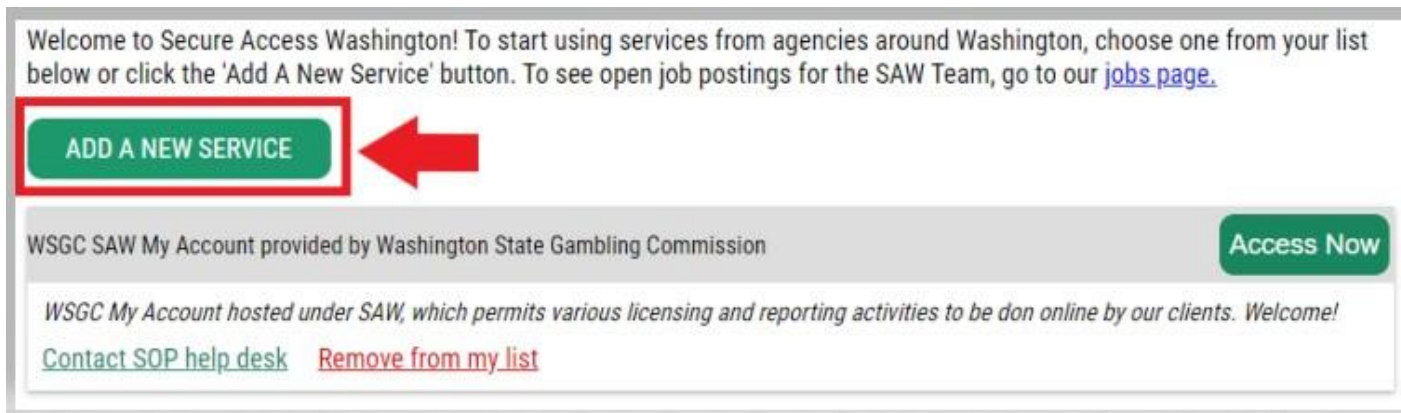 Welcome to Secure Access Washington! To start using services from agencies around Washington, choose one from your list
below or click the 'Add A New Service' button. To see open job postings for the SAW Team, go to our jobs page.
ADD A NEW SERVICE
WSGC SAW My Account provided by Washington State Gambling Commission
Access Now
WSGC My Account hosted under SAW, which permits various licensing and reporting activities to be don online by our clients. Welcome!
Contact SOP help desk Remove from my list